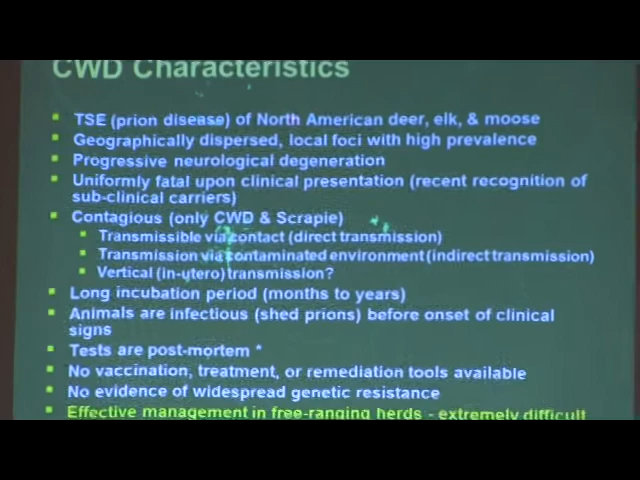 CWD Characteristics
TSE (prion disease) of North American deer, elk, & moose
Geographically dispersed, local foci with high prevalence
Progressive neurological degeneration
Uniformly fatal upon clinical presentation (recent recognition of
sub-clinical carriers)
Contagious (only CWD & Scrapie)
Transmissible via contact (direct transmission)
Transmission via contaminated environment (indirect transmission)
Vertical (in-utero) transmission?
Long incubation period (months to years)
Animals are infectious (shed prions) before onset of clinical
signs
Tests are post-mortem *
No vaccination, treatment, or remediation tools available
No evidence of widespread genetic resistance
Effective management in free-ranging herds - extremely difficult